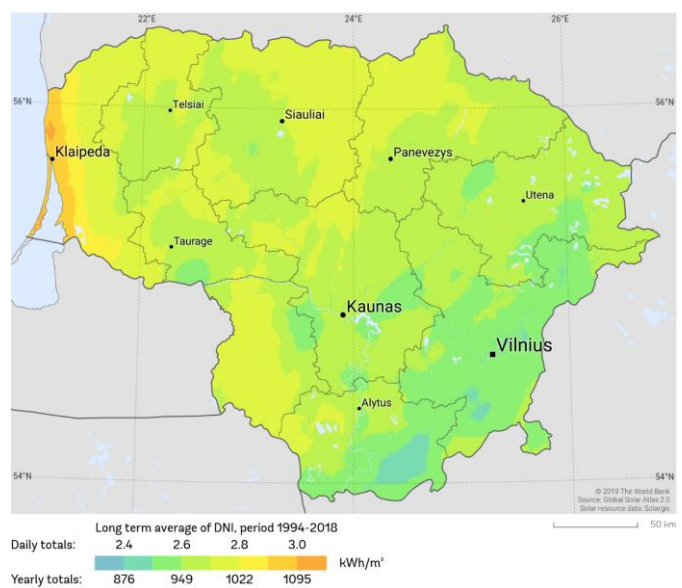 22°E 24°E 26°E
56°N 56°N
Telsiai
Siauliai
Klaipeda
Panevezys
Utena
Taurage
Kaunas
Vilnius
Alytus
54°N 54°N
© 2019 The World Bank
Source: Global Solar Atlas 2.0
Solar resource data: Solargis
50 km
Long term average of DNI, period 1994-2018
Daily totals: 2.4 2.6 2.8 3.0
kWh/m²
Yearly totals: 876 949 1022 1095